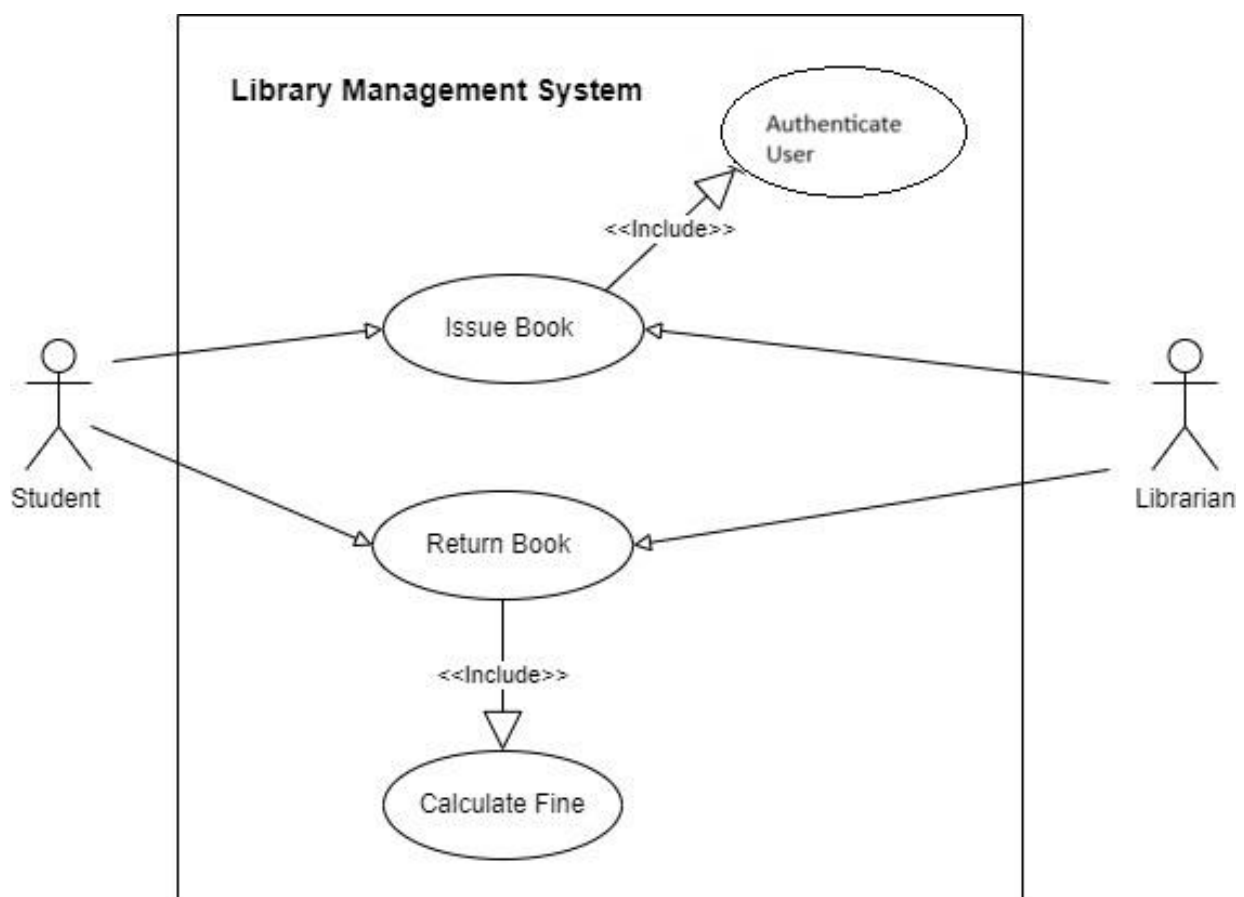 Library Management System
Authenticate
User
<<Include>>
Issue Book
Student
Librarian
Return Book
<<Include>>
Calculate Fine